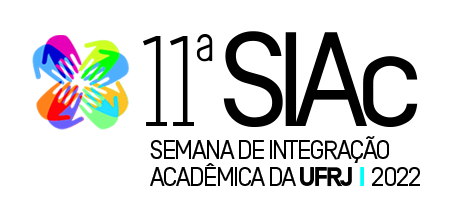 11ª SIAc
SEMANA DE INTEGRAÇÃO
ACADÊMICA DA UFRJ | 2022